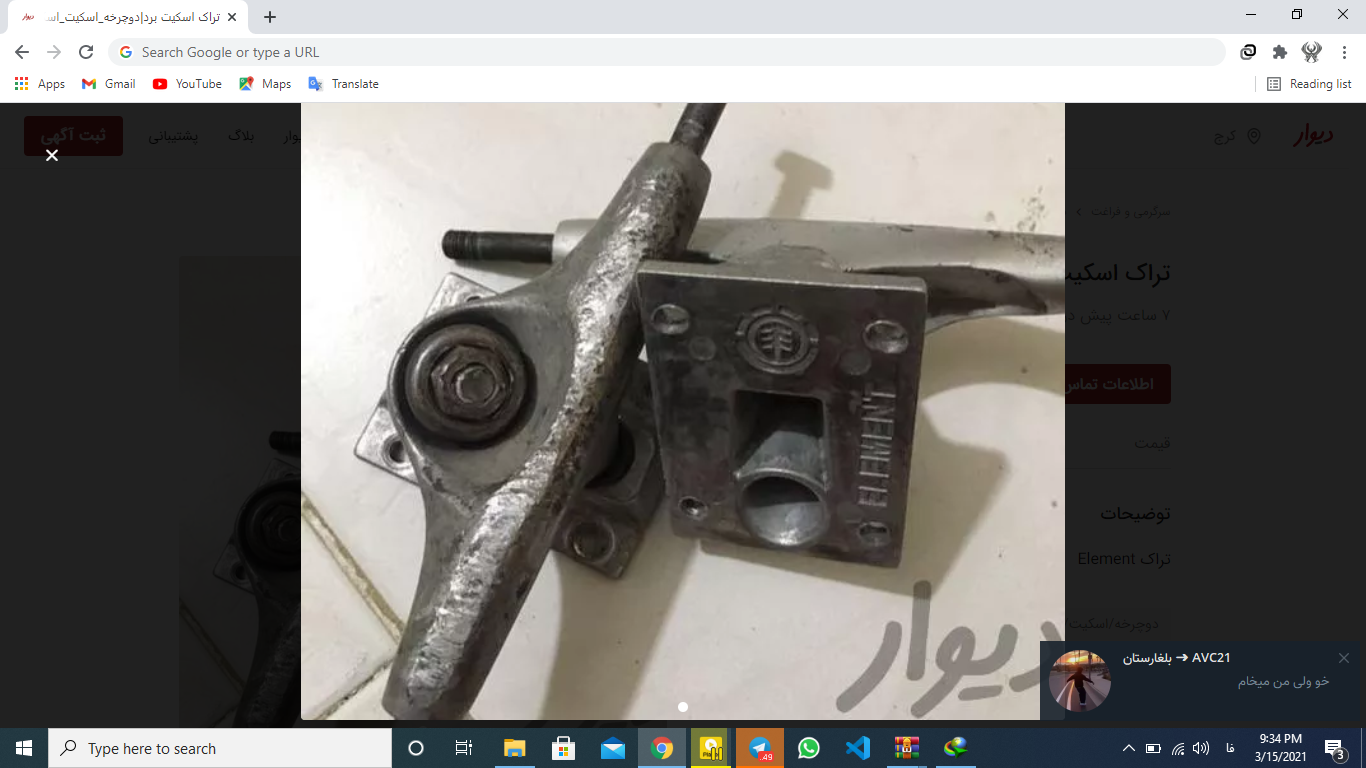 تراک اسکیت برد|دوچرخه_اسکیت_اس
Search Google or type a URL
Apps
Gmail
YouTube
Maps
Translate
Reading list
ثبت آگهی
پشتیبانی
بلاگ
کرج
دیوار
سرگرمی و فراغت
تراک اسکیت
۷ ساعت پیش د
اطلاعات تماس
قیمت
توضیحات
تراک Element
دوچرخه/اسکیت/
ELEMENT
دیوار
AVC21 ➔ بلغارستان
خو ولی من میخام
Type here to search
..49
فا
9:34 PM
3/15/2021
3